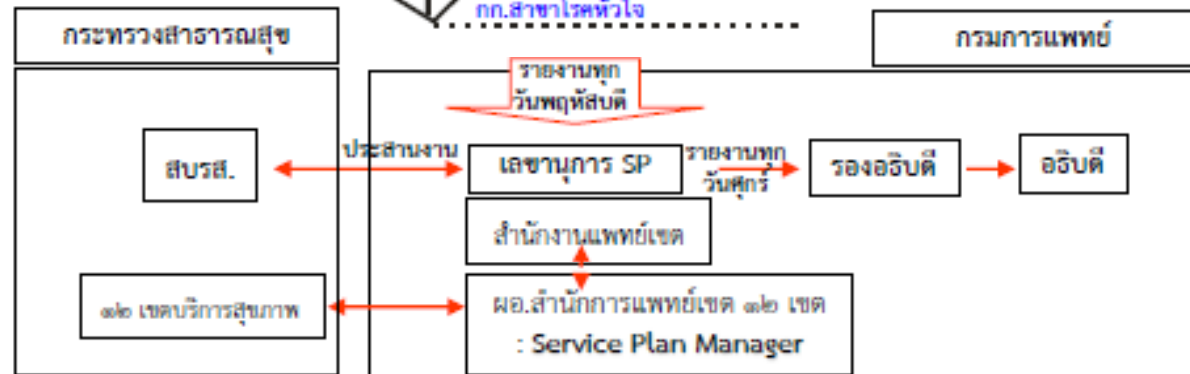 กก.สาขาโรคหัวใจ
กระทรวงสาธารณสุข
กรมการแพทย์
รายงานทุก
วันพฤหัสบดี
สบรส.
ประสานงาน
เลขานุการ SP
รายงานทุก
วันศุกร์
รองอธิบดี
อธิบดี
สำนักงานแพทย์เขต
๑๒ เขตบริการสุขภาพ
ผอ.สำนักการแพทย์เขต ๑๒ เขต
: Service Plan Manager